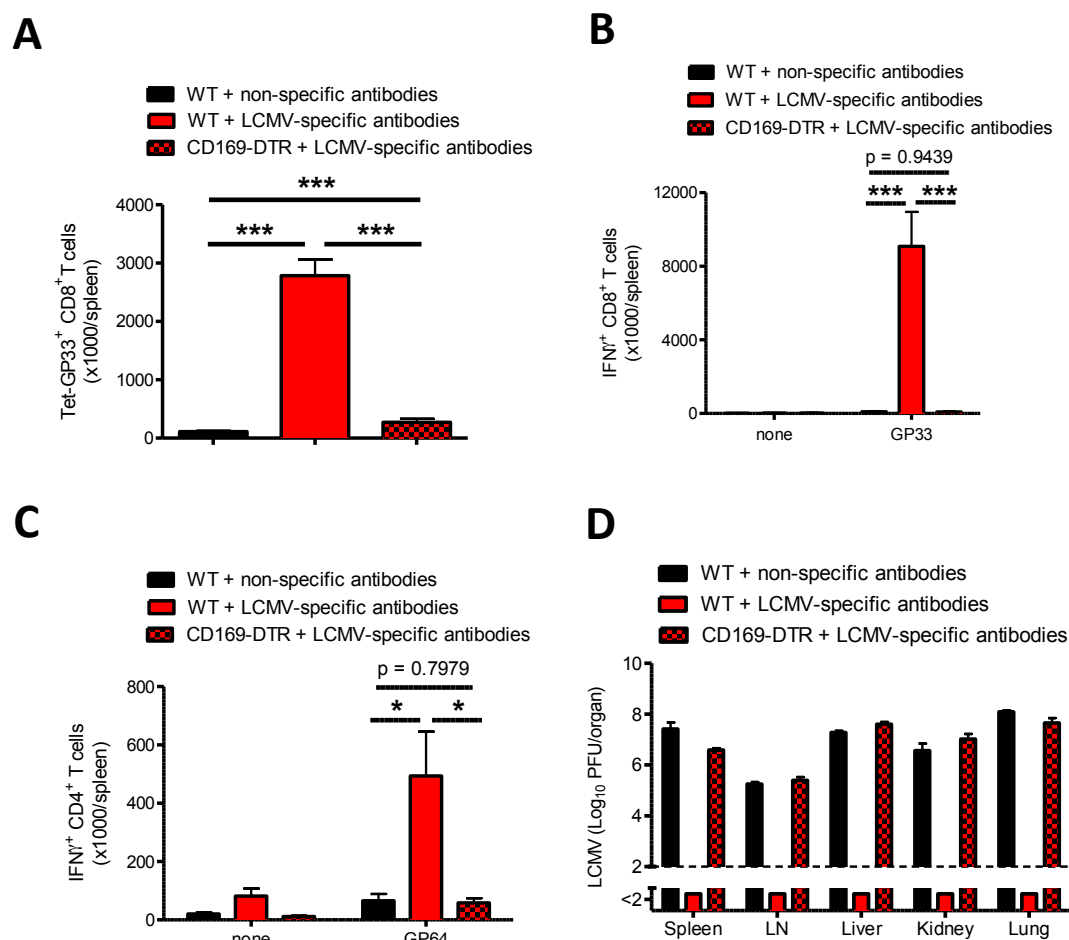 A
WT + non-specific antibodies
WT + LCMV-specific antibodies
CD169-DTR + LCMV-specific antibodies
***
*** ***
4000
3000
2000
1000
0
Tet-GP33+ CD8+T cells
(x1000/spleen)
B
WT + non-specific antibodies
WT + LCMV-specific antibodies
CD169-DTR + LCMV-specific antibodies
p = 0.9439
*** ***
12000
8000
4000
0
IFNγ+ CD8+ T cells
(x1000/spleen)
none GP33
C
WT + non-specific antibodies
WT + LCMV-specific antibodies
CD169-DTR + LCMV-specific antibodies
p = 0.7979
* *
800
600
400
200
0
IFNγ+ CD4+ T cells
(x1000/spleen)
none GP64
D
WT + non-specific antibodies
WT + LCMV-specific antibodies
CD169-DTR + LCMV-specific antibodies
10
8
6
4
2
<2
LCMV (Log10 PFU/organ)
Spleen LN Liver Kidney Lung